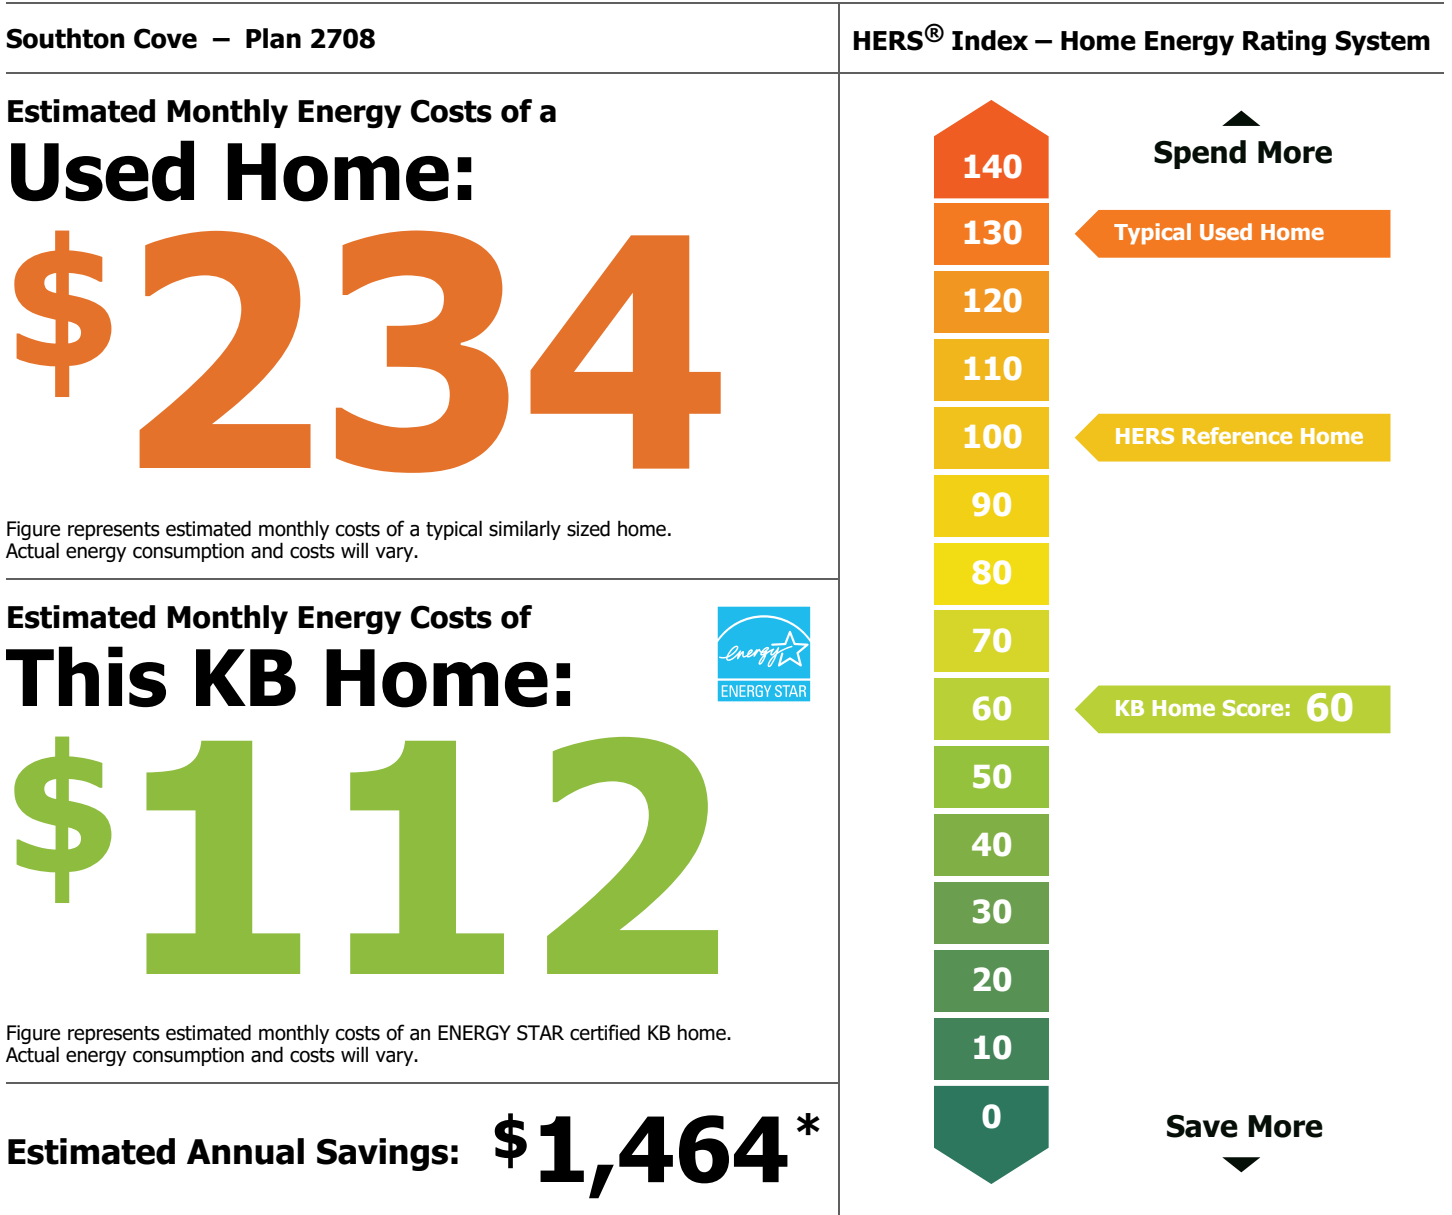 Southton Cove – Plan 2708
Estimated Monthly Energy Costs of a
Used Home:
$234
Figure represents estimated monthly costs of a typical similarly sized home.
Actual energy consumption and costs will vary.
Estimated Monthly Energy Costs of
This KB Home:
energy
ENERGY STAR
$112
Figure represents estimated monthly costs of an ENERGY STAR certified KB home.
Actual energy consumption and costs will vary.
Estimated Annual Savings: $1,464*
HERS® Index – Home Energy Rating System
Spend More
140
130 Typical Used Home
120
110
100 HERS Reference Home
90
80
70
60 KB Home Score: 60
50
40
30
20
10
0
Save More